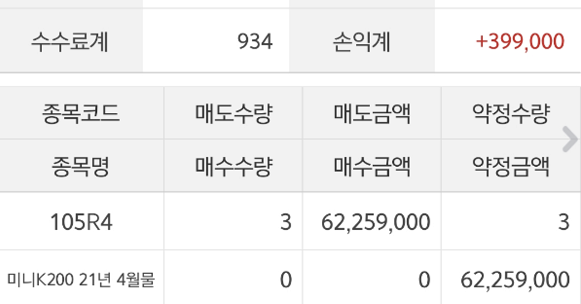 수수료계 934 손익계 +399,000
종목코드 매도수량 매도금액 약정수량
종목명 매수수량 매수금액 약정금액
105R4 3 62,259,000 3
미니K200 21년 4월물 0 0 62,259,000